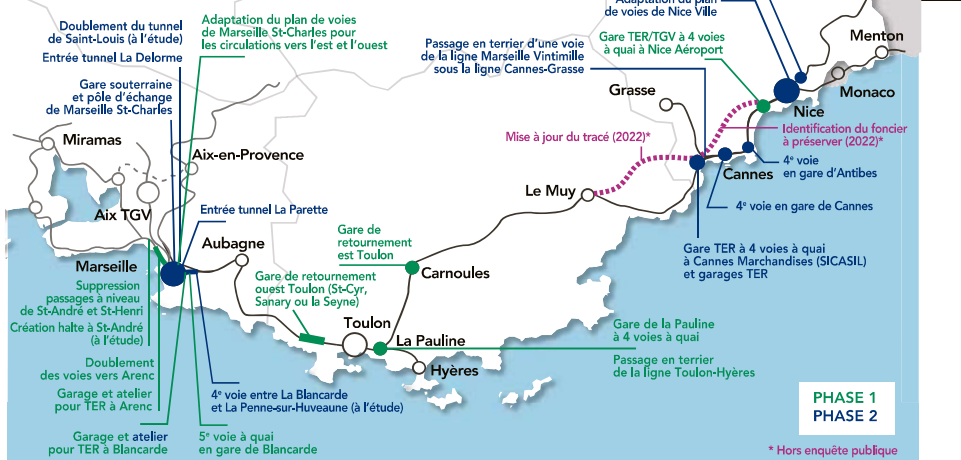 Adaptation du plan
de voies de Nice Ville
Doublement du tunnel
de Saint-Louis (à l'étude)
Entrée tunnel La Delorme
Adaptation du plan de voies
de Marseille St-Charles pour
les circulations vers l'est et l'ouest
Gare souterraine
et pôle d'échange
de Marseille St-Charles
Passage en terrier d'une voie
de la ligne Marseille Vintimille
sous la ligne Cannes-Grasse
Gare TER/TGV à 4 voies
à quai à Nice Aéroport
Menton
Monaco
Nice
Grasse
Miramas
Aix-en-Provence
Mise à jour du tracé (2022)*
Identification du foncier
à préserver (2022)*
Cannes
4e voie
en gare d'Antibes
Le Muy
Aix TGV
Entrée tunnel La Parette
4e voie en gare de Cannes
Aubagne
Gare de
retournement
est Toulon
Gare TER à 4 voies à quai
à Cannes Marchandises (SICASIL)
et garages TER
Marseille
Carnoules
Gare de retournement
ouest Toulon (St-Cyr,
Sanary ou la Seyne)
Suppression
passages à niveau
de St-André et St-Henri
Création halte à St-André
(à l'étude)
Toulon
La Pauline
Gare de la Pauline
à 4 voies à quai
Hyères
Passage en terrier
de la ligne Toulon-Hyères
Doublement
des voies vers Arenc
Garage et atelier
pour TER à Arenc
4e voie entre La Blancarde
et La Penne-sur-Huveaune (à l'étude)
Garage et atelier
pour TER à Blancarde
5e voie à quai
en gare de Blancarde
PHASE 1
PHASE 2
* Hors enquête publique